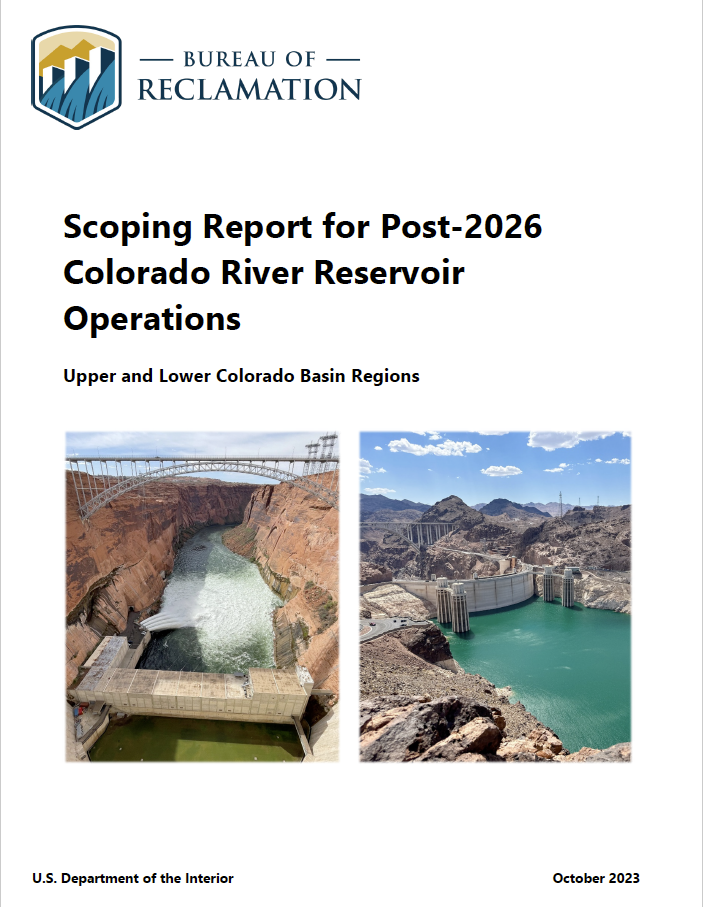 BUREAU OF
RECLAMATION
Scoping Report for Post-2026
Colorado River Reservoir
Operations
Upper and Lower Colorado Basin Regions
U.S. Department of the Interior
October 2023